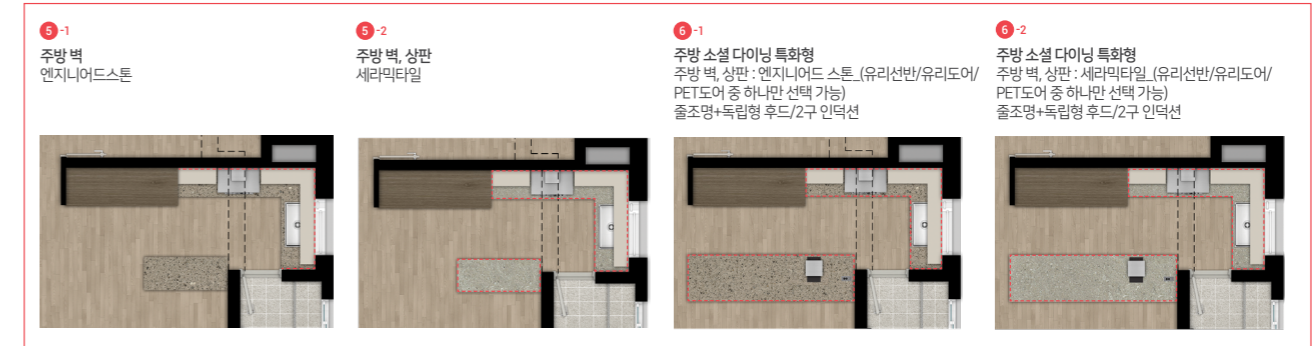 5 -1
주방 벽
엔지니어드스톤
5 -2
주방 벽, 상판
세라믹타일
6 -1
주방 소셜 다이닝 특화형
주방 벽, 상판 : 엔지니어드 스톤_(유리선반/유리도어/
PET도어 중 하나만 선택 가능)
줄조명+독립형 후드/2구 인덕션
6 -2
주방 소셜 다이닝 특화형
주방 벽, 상판 : 세라믹타일_(유리선반/유리도어/
PET도어 중 하나만 선택 가능)
줄조명+독립형 후드/2구 인덕션